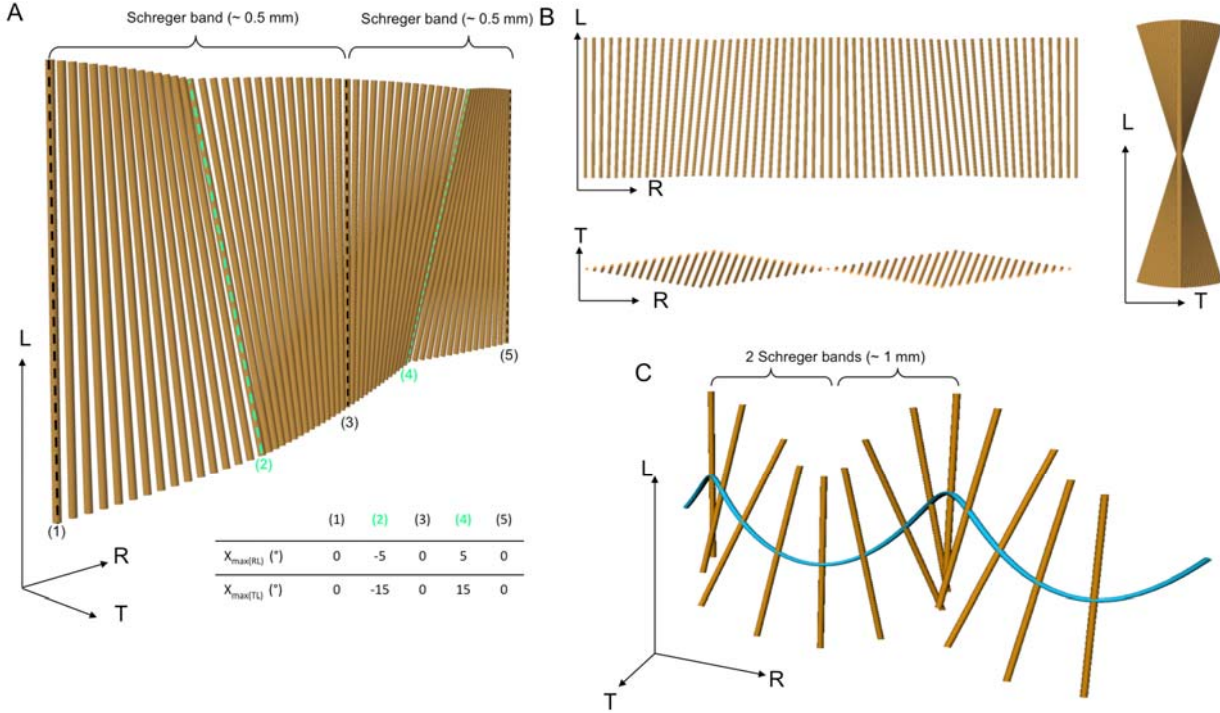 A
Schreger band (~ 0.5 mm)
Schreger band (~ 0.5 mm)
(1)
(2)
(3)
(4)
(5)
L
R
T
(1) (2) (3) (4) (5)
Xmax(RL) (°) 0 -5 0 5 0
Xmax(TL) (°) 0 -15 0 15 0
B
L
R
T
R
L
T
C
2 Schreger bands (~ 1 mm)
L
T
R